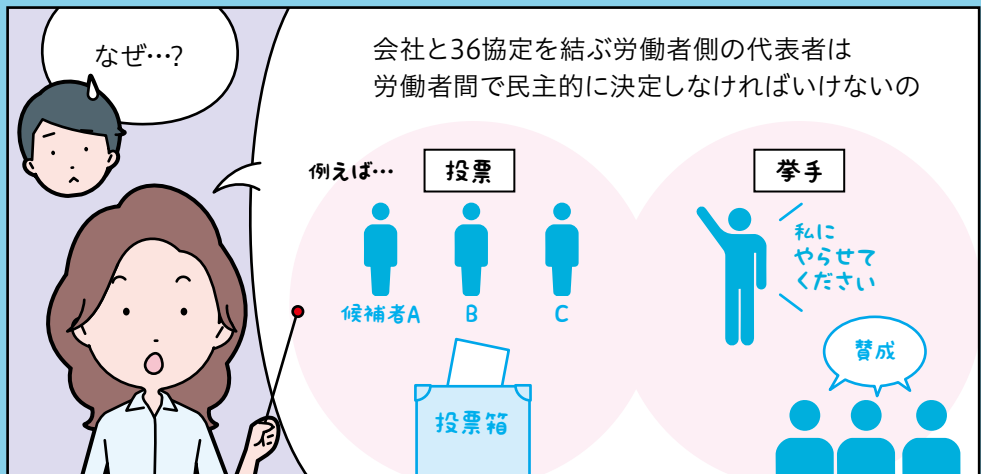 なぜ…?
会社と36協定を結ぶ労働者側の代表者は
労働者間で民主的に決定しなければいけないの
例えば…
投票
挙手
私に
やらせて
ください
候補者A
B
C
賛成
投票箱